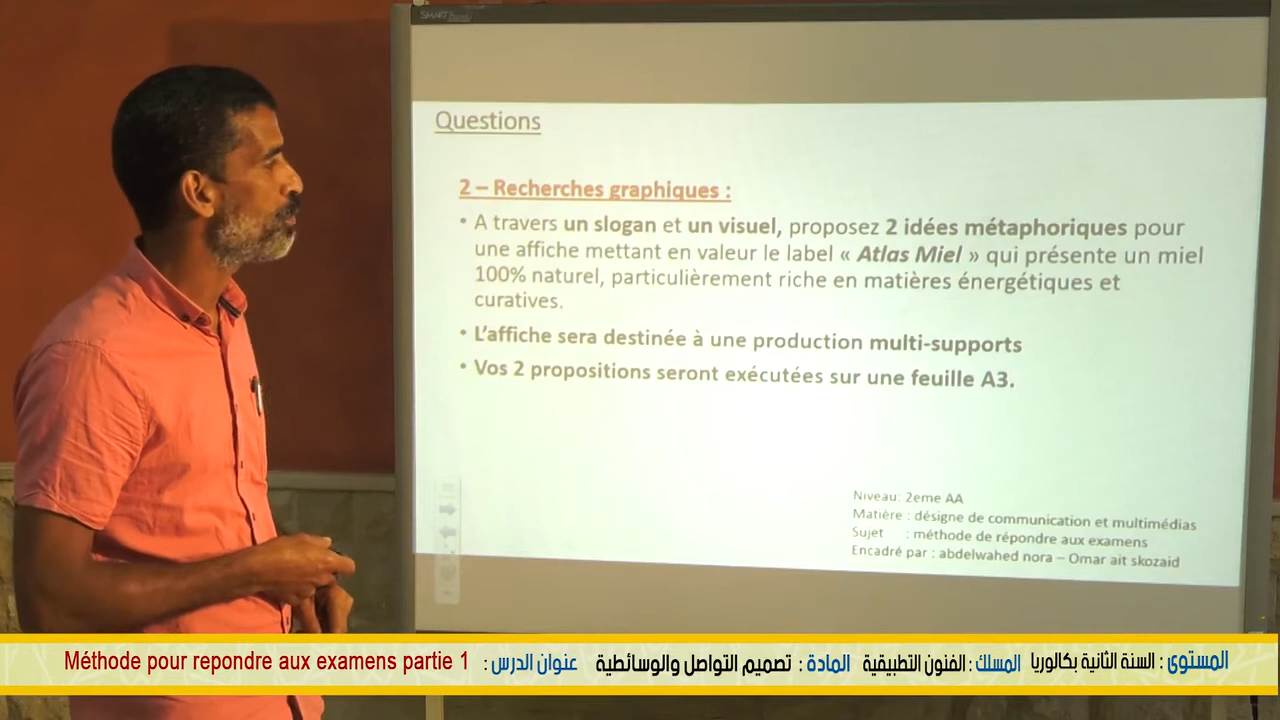 SMART
Questions
2 – Recherches graphiques :
• A travers un slogan et un visuel, proposez 2 idées métaphoriques pour
une affiche mettant en valeur le label « Atlas Miel » qui présente un miel
100% naturel, particulièrement riche en matières énergétiques et
curatives.
• L'affiche sera destinée à une production multi-supports
• Vos 2 propositions seront exécutées sur une feuille A3.
Niveau: 2eme AA
Matière : désigne de communication et multimédias
Sujet : méthode de répondre aux examens
Encadré par : abdelwahed nora – Omar ait skozaid
المستوى : السنة الثانية بكالوريا المسلك : الفنون التطبيقية المادة : تصميم التواصل والوسائطية عنوان الدرس : Méthode pour repondre aux examens partie 1